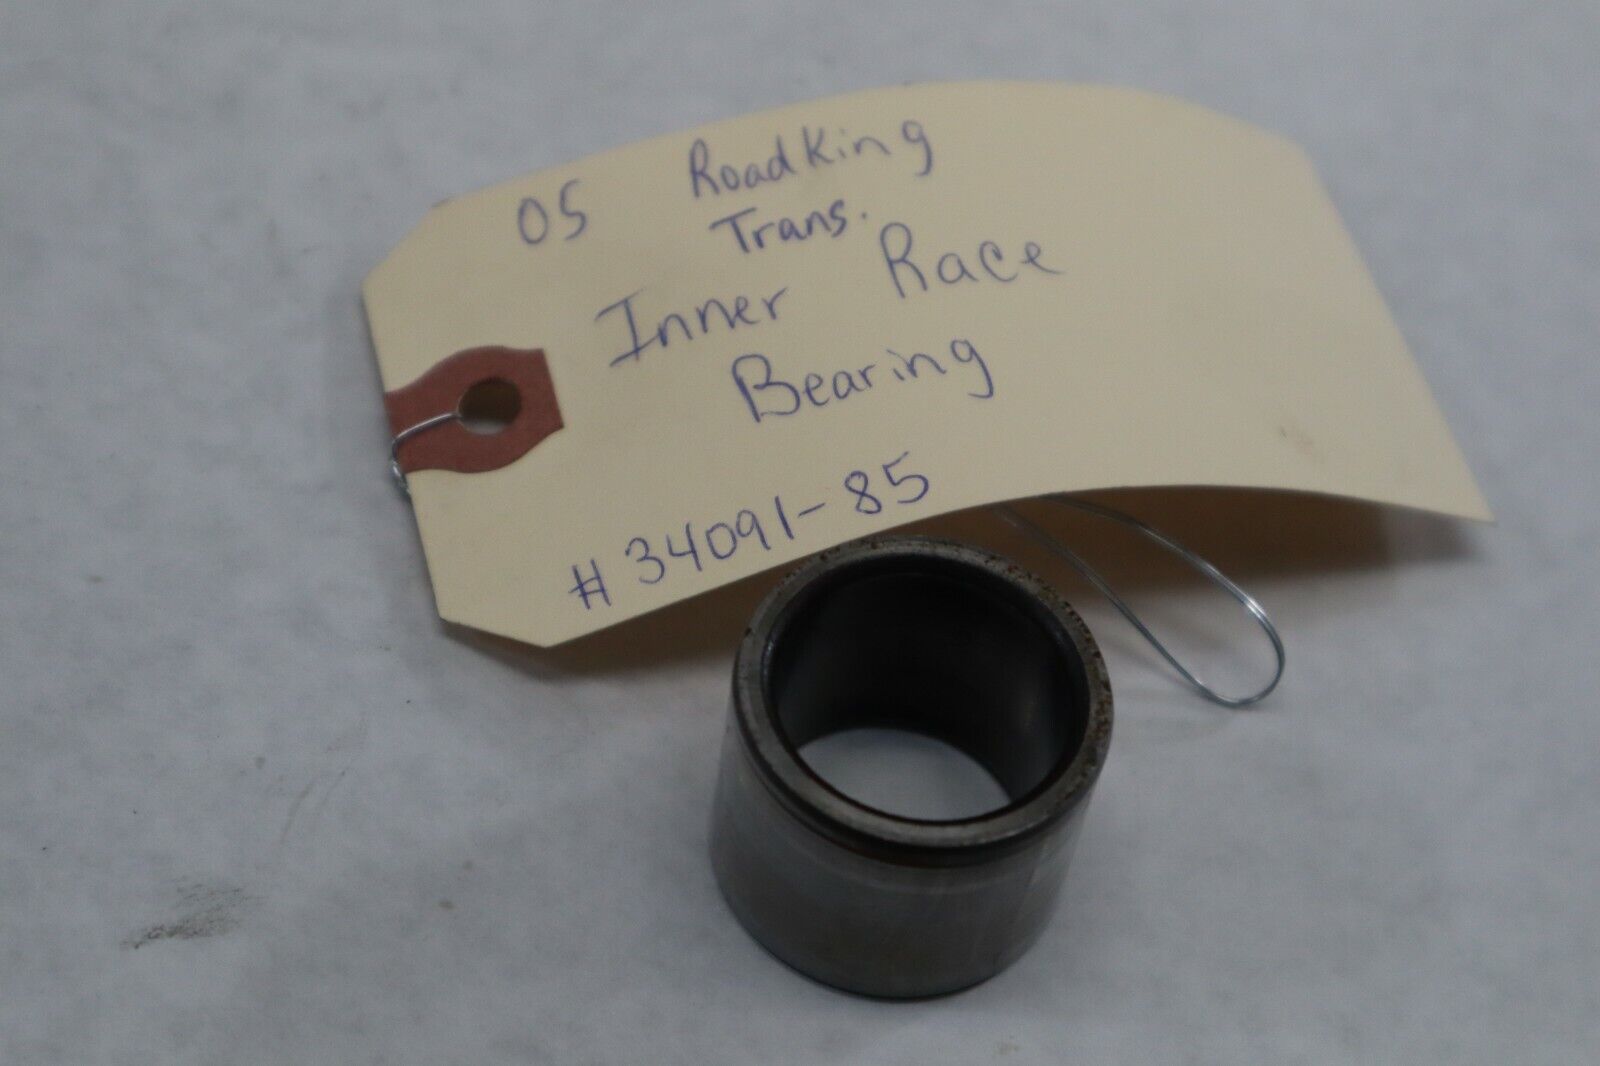 05 RoadKing
Trans.
Inner Race
Bearing
#34091-85